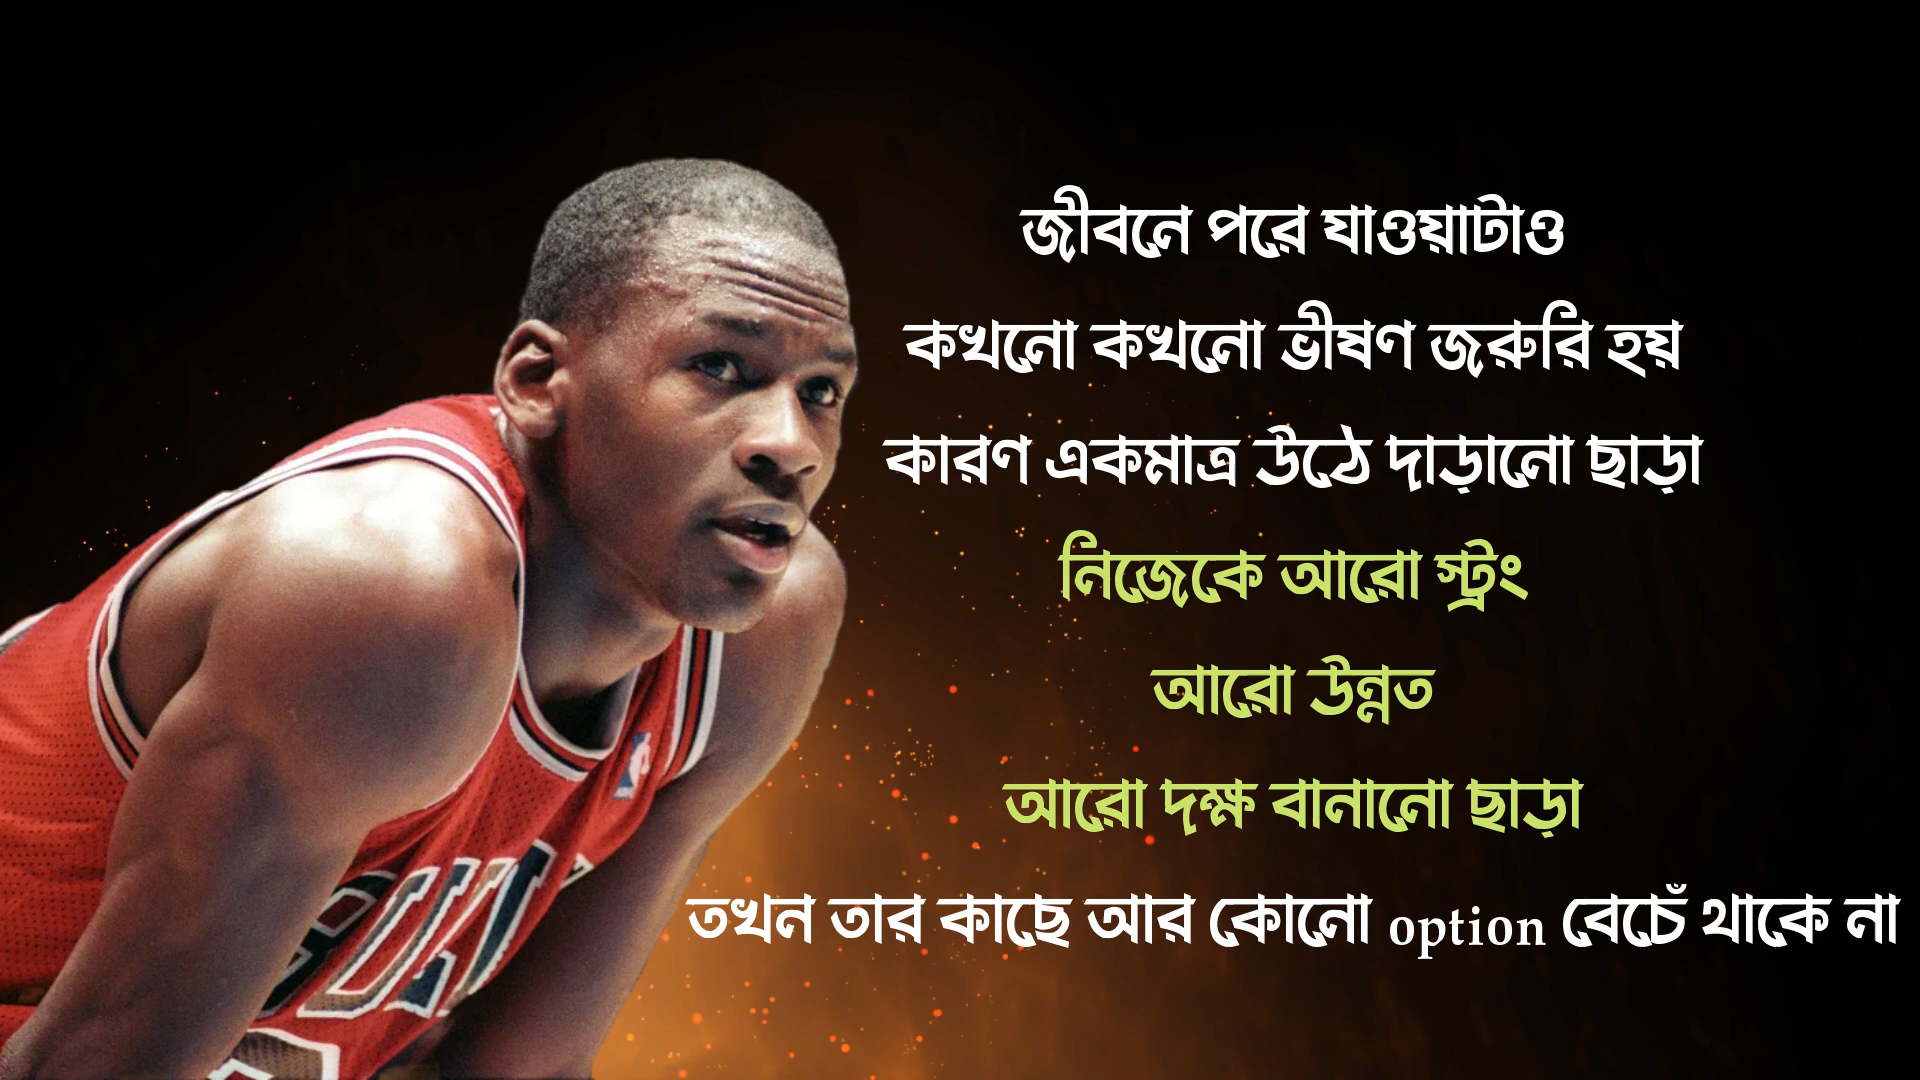 জীবনে পরে যাওয়াটাও
কখনো কখনো ভীষণ জরুরি হয়
কারণ একমাত্র উঠে দাড়ানো ছাড়া
নিজেকে আরো স্ট্রং
আরো উন্নত
আরো দক্ষ বানানো ছাড়া
তখন তার কাছে আর কোনো option বেচেঁ থাকে না
BULL